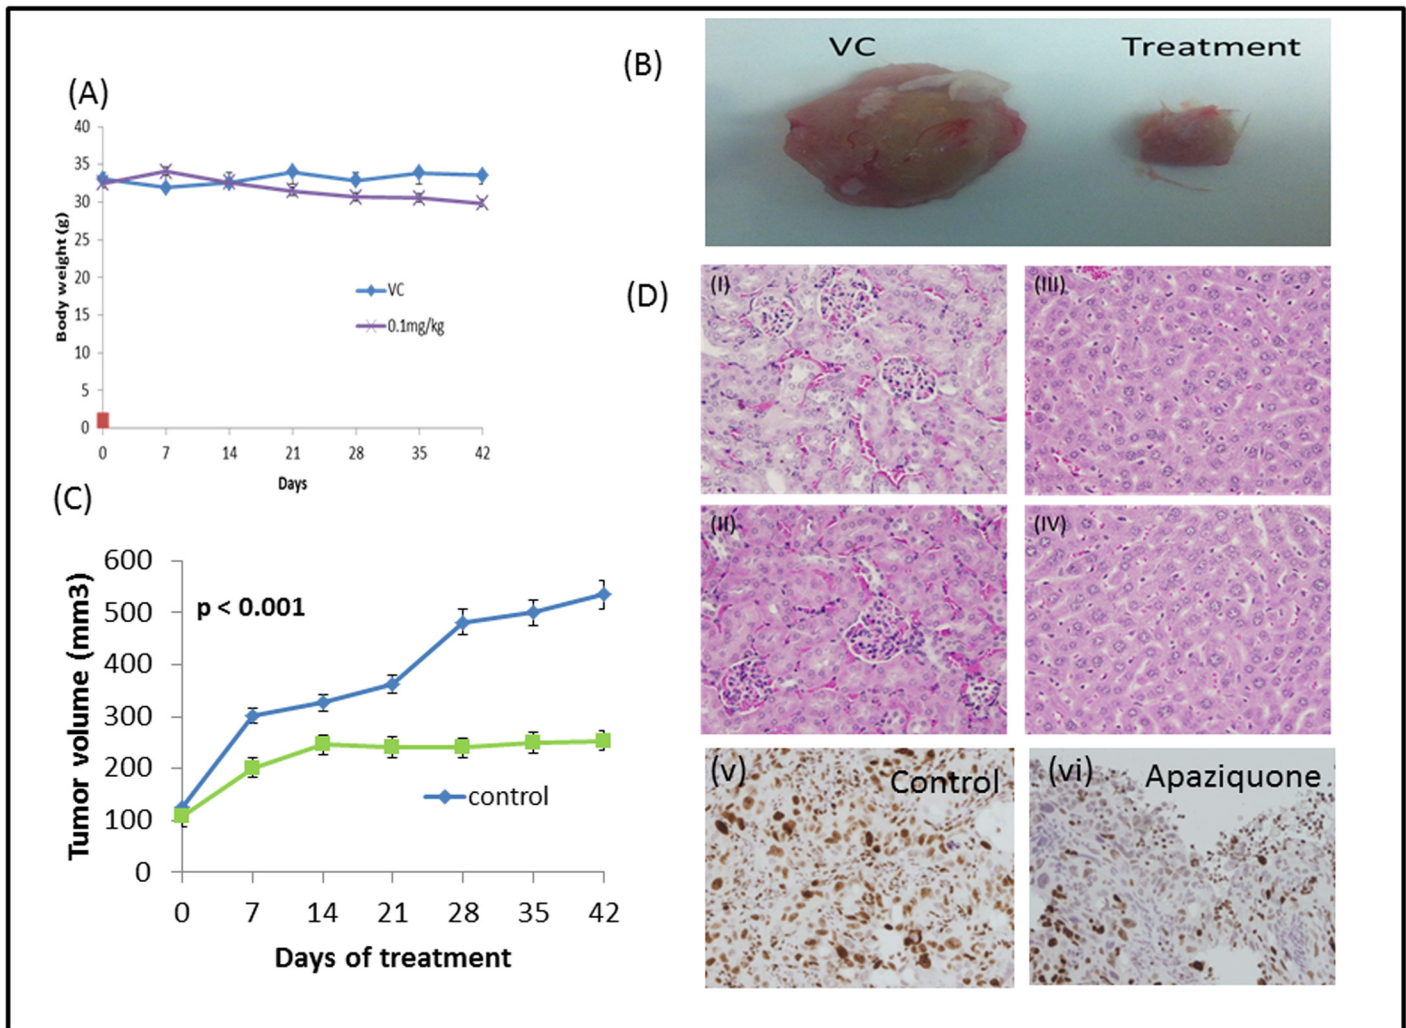 (A)
40
35
30
25
20
15
10
5
0
Body weight (g)
VC
0.1mg/kg
0 7 14 21 28 35 42
Days
(B)
VC Treatment
(C)
600
500
400
300
200
100
0
Tumor volume (mm3)
p < 0.001
control
0 7 14 21 28 35 42
Days of treatment
(D)
(I)
(III)
(II)
(IV)
(v)
Control
(vi)
Apaziquone